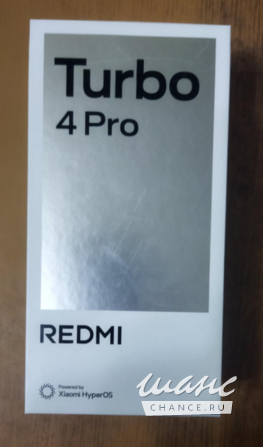 Turbo
4 Pro
REDMI
Powered by
Xiaomi HyperOS
шанс
CHANCE.RU